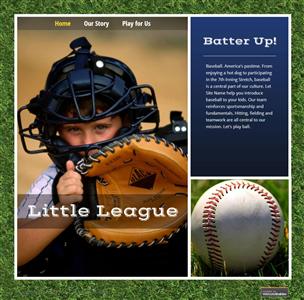 Home Our Story Play for Us
Batter Up!
Baseball. America's pastime. From
enjoying a hot dog to participating
in the 7th Inning Stretch, baseball
is a central part of our culture. Let
Site Name help you introduce
baseball to your kids. Our team
reinforces sportsmanship and
fundamentals. Hitting, fielding and
teamwork are all central to our
mission. Let's play ball.
Little League